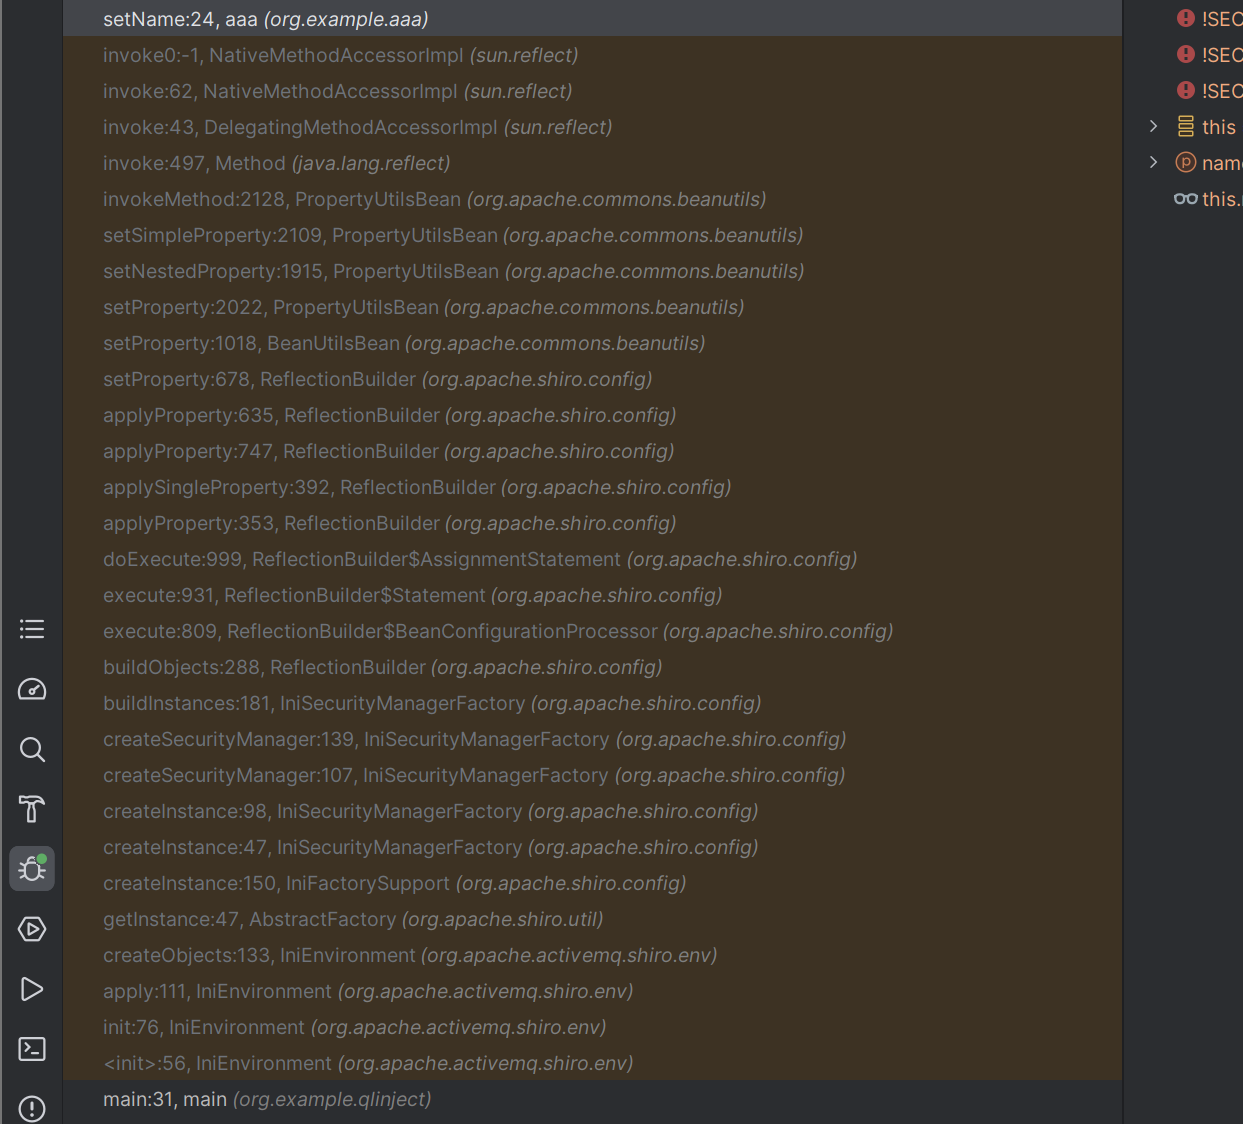 setName:24, aaa (org.example.aaa)
invoke0:-1, NativeMethodAccessorImpl (sun.reflect)
invoke:62, NativeMethodAccessorImpl (sun.reflect)
invoke:43, DelegatingMethodAccessorImpl (sun.reflect)
invoke:497, Method (java.lang.reflect)
invokeMethod:2128, PropertyUtilsBean (org.apache.commons.beanutils)
setSimpleProperty:2109, PropertyUtilsBean (org.apache.commons.beanutils)
setNestedProperty:1915, PropertyUtilsBean (org.apache.commons.beanutils)
setProperty:2022, PropertyUtilsBean (org.apache.commons.beanutils)
setProperty:1018, BeanUtilsBean (org.apache.commons.beanutils)
setProperty:678, ReflectionBuilder (org.apache.shiro.config)
applyProperty:635, ReflectionBuilder (org.apache.shiro.config)
applyProperty:747, ReflectionBuilder (org.apache.shiro.config)
applySingleProperty:392, ReflectionBuilder (org.apache.shiro.config)
applyProperty:353, ReflectionBuilder (org.apache.shiro.config)
doExecute:999, ReflectionBuilder$AssignmentStatement (org.apache.shiro.config)
execute:931, ReflectionBuilder$Statement (org.apache.shiro.config)
execute:809, ReflectionBuilder$BeanConfigurationProcessor (org.apache.shiro.config)
buildObjects:288, ReflectionBuilder (org.apache.shiro.config)
buildInstances:181, IniSecurityManagerFactory (org.apache.shiro.config)
createSecurityManager:139, IniSecurityManagerFactory (org.apache.shiro.config)
createSecurityManager:107, IniSecurityManagerFactory (org.apache.shiro.config)
createInstance:98, IniSecurityManagerFactory (org.apache.shiro.config)
createInstance:47, IniSecurityManagerFactory (org.apache.shiro.config)
createInstance:150, IniFactorySupport (org.apache.shiro.config)
getInstance:47, AbstractFactory (org.apache.shiro.util)
createObjects:133, IniEnvironment (org.apache.activemq.shiro.env)
apply:111, IniEnvironment (org.apache.activemq.shiro.env)
init:76, IniEnvironment (org.apache.activemq.shiro.env)
<init>:56, IniEnvironment (org.apache.activemq.shiro.env)
main:31, main (org.example.qlinject)
!SEC
!SEC
!SEC
this
name
this.